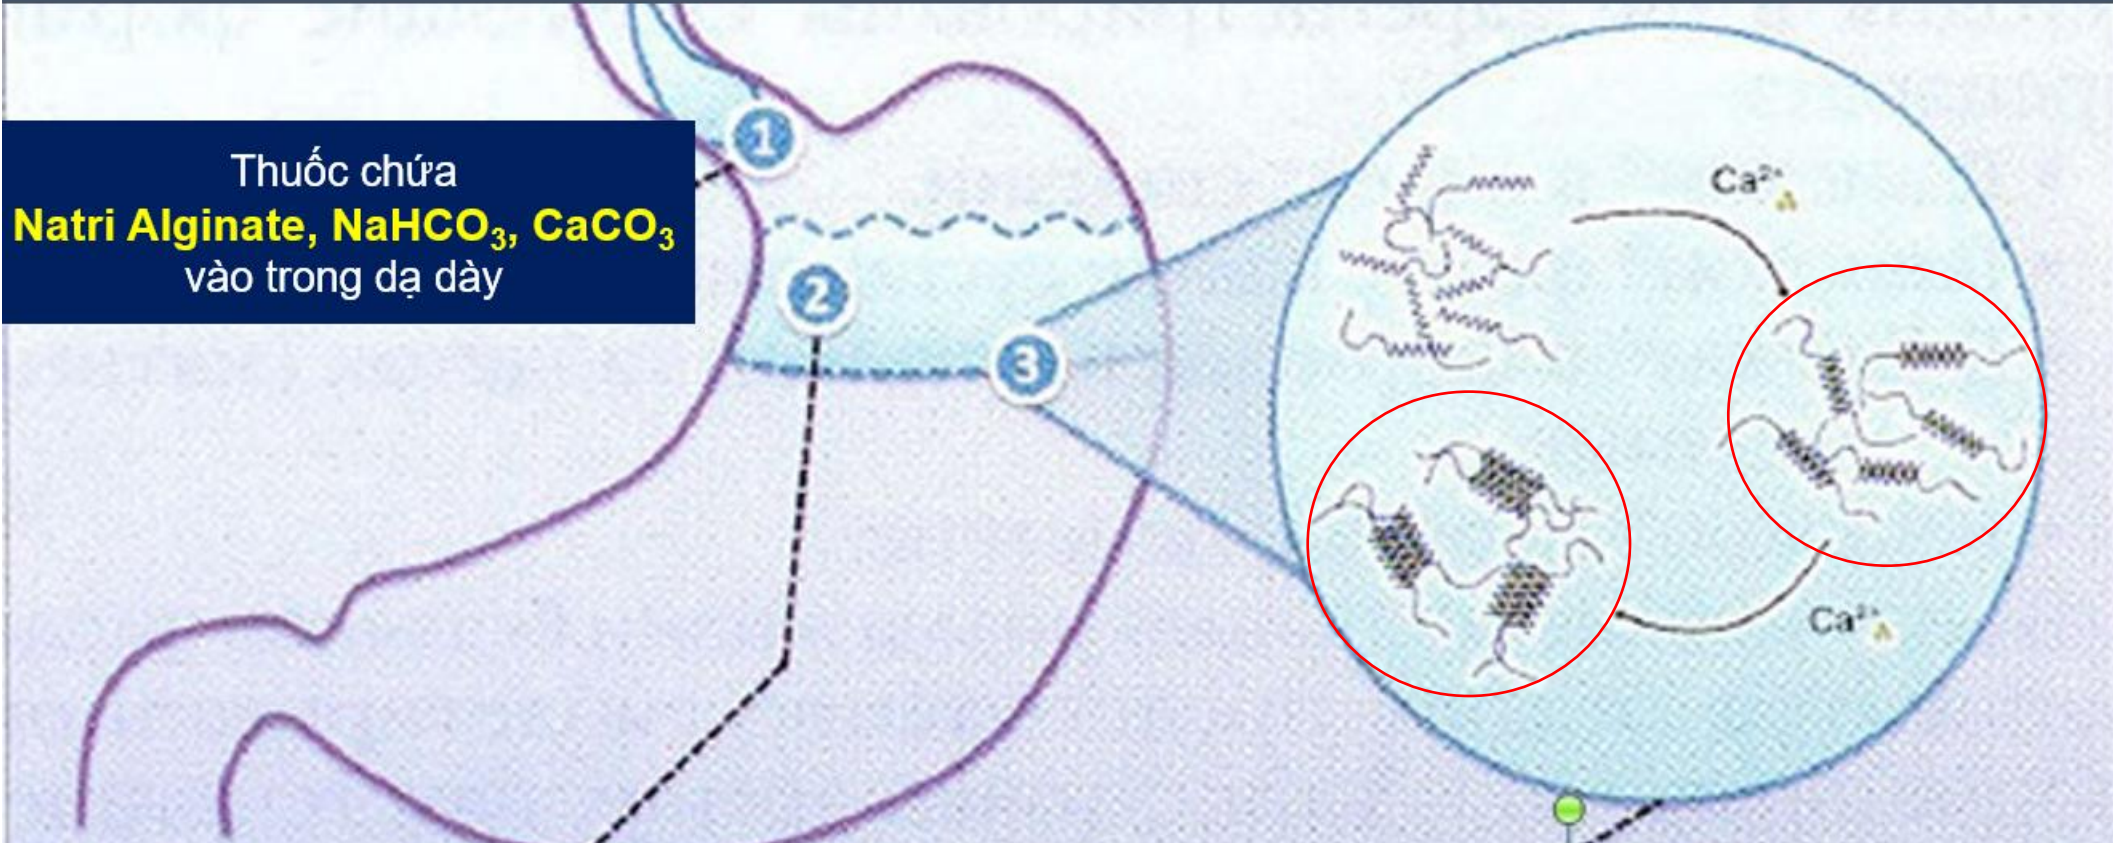 Thuốc chứa
Natri Alginate, NaHCO₃, CaCO₃
vào trong dạ dày
1
2
3
Ca²⁺
Ca²⁺